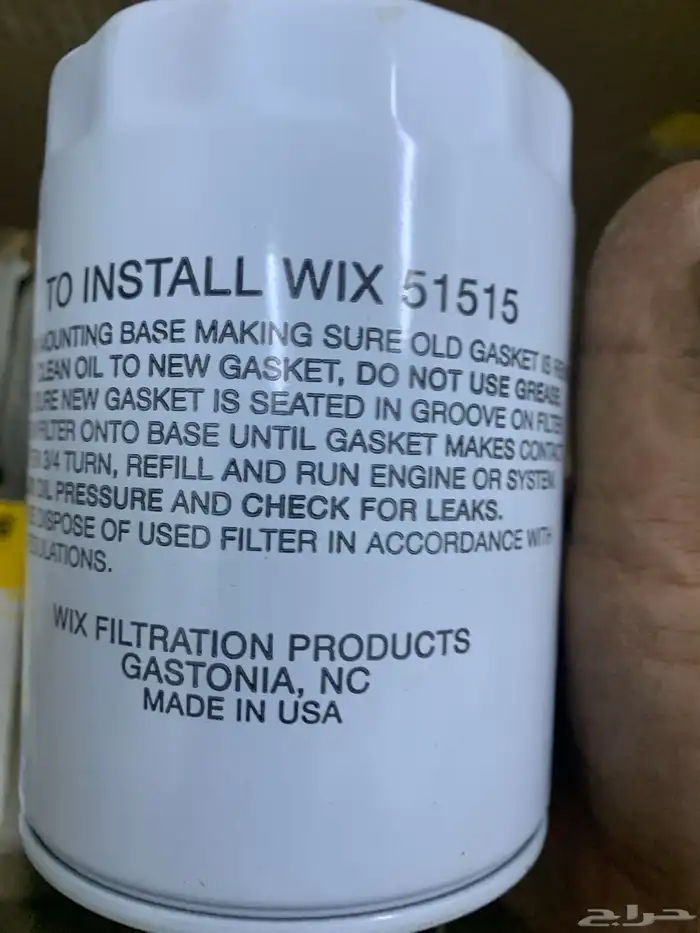 TO INSTALL WIX 51515
MOUNTING BASE MAKING SURE OLD GASKET IS
CLEAN OIL TO NEW GASKET, DO NOT USE GREASE
NEW GASKET IS SEATED IN GROOVE ON FILTER
FILTER ONTO BASE UNTIL GASKET MAKES CONTACT
3/4 TURN, REFILL AND RUN ENGINE OR SYSTEM
OIL PRESSURE AND CHECK FOR LEAKS.
DISPOSE OF USED FILTER IN ACCORDANCE WITH
WIX FILTRATION PRODUCTS
GASTONIA, NC
MADE IN USA
حراج